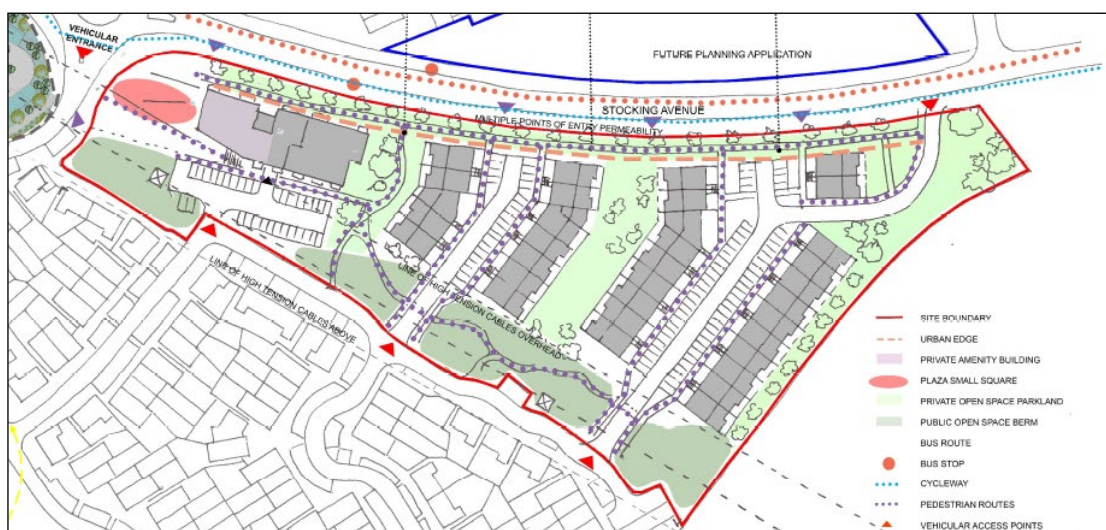 VEHICULAR
ENTRANCE
FUTURE PLANNING APPLICATION
STOCKING AVENUE
MULTIPLE POINTS OF ENTRY PERMEABILITY
LINE OF HIGH TENSION CABLES ABOVE
LINE OF HIGH TENSION CABLES OVERHEAD
SITE BOUNDARY
URBAN EDGE
PRIVATE AMENITY BUILDING
PLAZA SMALL SQUARE
PRIVATE OPEN SPACE PARKLAND
PUBLIC OPEN SPACE BERM
BUS ROUTE
BUS STOP
CYCLEWAY
PEDESTRIAN ROUTES
VEHICULAR ACCESS POINTS